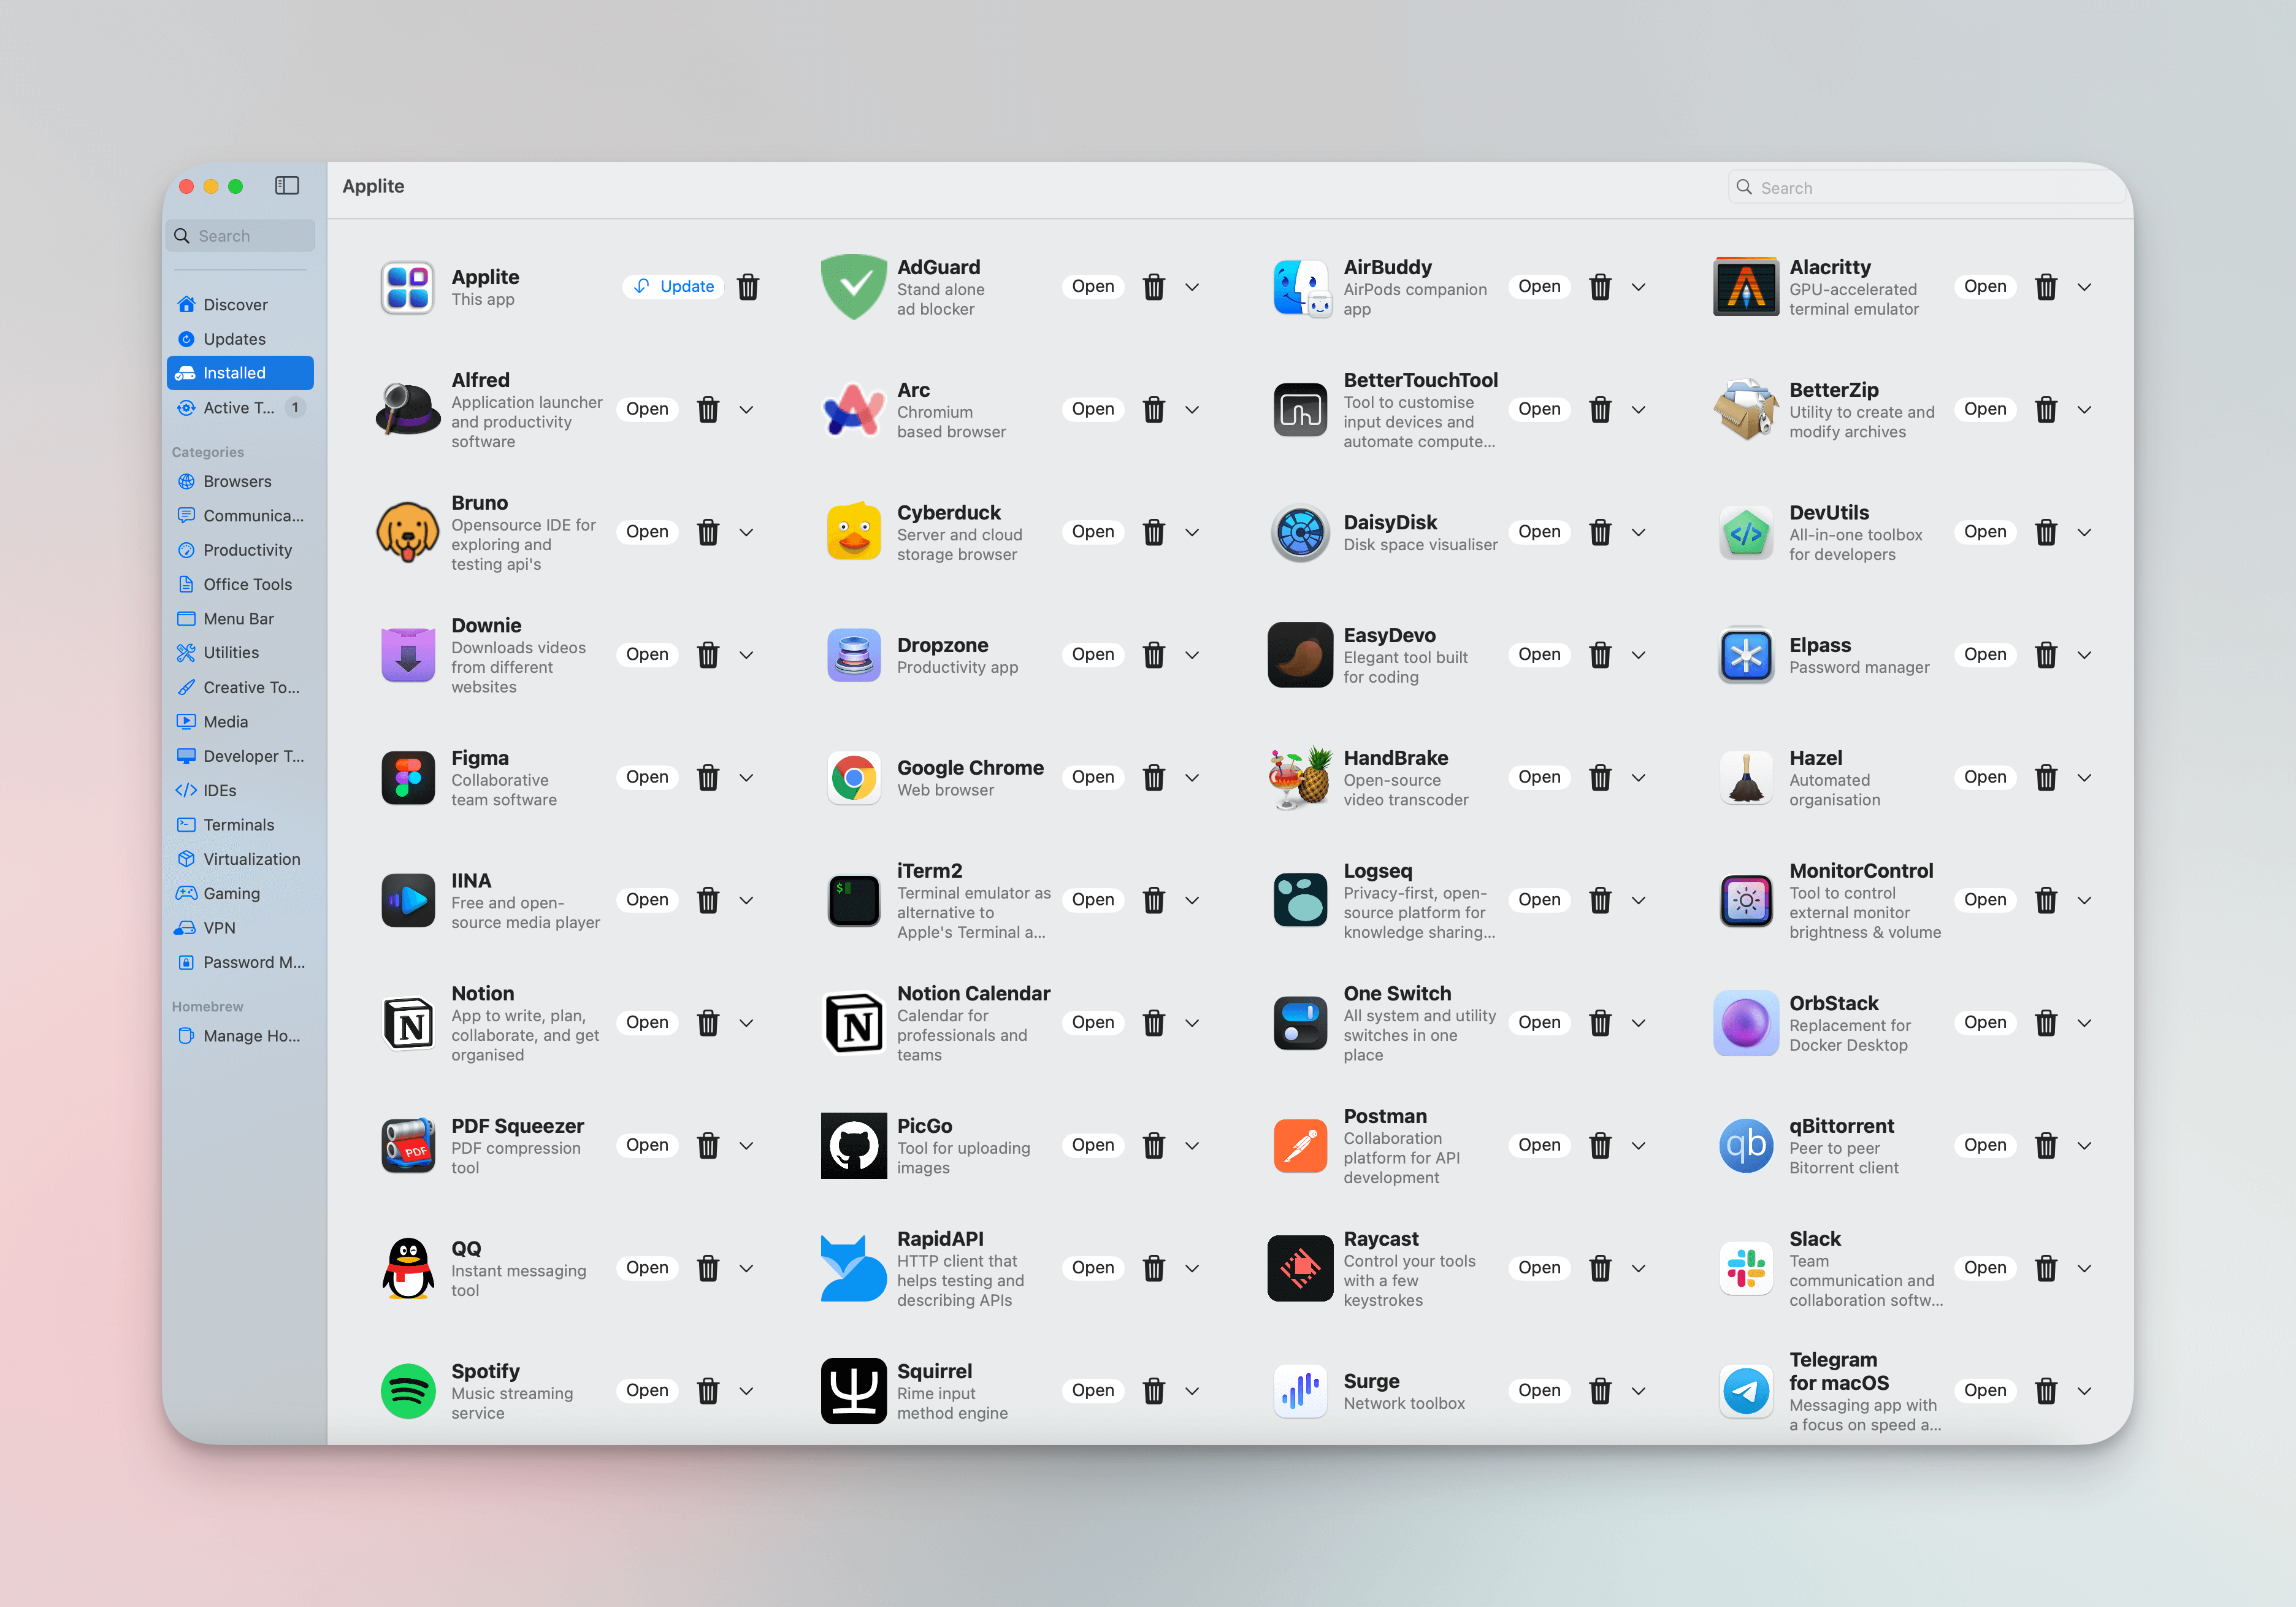 Applite
Search
Search
Discover
Updates
Installed
Active T... 1
Categories
Browsers
Communica...
Productivity
Office Tools
Menu Bar
Utilities
Creative To...
Media
Developer T...
IDEs
Terminals
Virtualization
Gaming
VPN
Password M...
Homebrew
Manage Ho...
Applite
This app
Update
AdGuard
Stand alone
ad blocker
Open
AirBuddy
AirPods companion
app
Open
Alacritty
GPU-accelerated
terminal emulator
Open
Alfred
Application launcher
and productivity
software
Open
Arc
Chromium
based browser
Open
BetterTouchTool
Tool to customise
input devices and
automate compute...
Open
BetterZip
Utility to create and
modify archives
Open
Bruno
Opensource IDE for
exploring and
testing api's
Open
Cyberduck
Server and cloud
storage browser
Open
DaisyDisk
Disk space visualiser
Open
DevUtils
All-in-one toolbox
for developers
Open
Downie
Downloads videos
from different
websites
Open
Dropzone
Productivity app
Open
EasyDevo
Elegant tool built
for coding
Open
Elpass
Password manager
Open
Figma
Collaborative
team software
Open
Google Chrome
Web browser
Open
HandBrake
Open-source
video transcoder
Open
Hazel
Automated
organisation
Open
IINA
Free and open-
source media player
Open
$
iTerm2
Terminal emulator as
alternative to
Apple's Terminal a...
Open
Logseq
Privacy-first, open-
source platform for
knowledge sharing...
Open
MonitorControl
Tool to control
external monitor
brightness & volume
Open
N
Notion
App to write, plan,
collaborate, and get
organised
Open
N
Notion Calendar
Calendar for
professionals and
teams
Open
One Switch
All system and utility
switches in one
place
Open
OrbStack
Replacement for
Docker Desktop
Open
PDF
PDF Squeezer
PDF compression
tool
Open
PicGo
Tool for uploading
images
Open
Postman
Collaboration
platform for API
development
Open
qb
qBittorrent
Peer to peer
Bitorrent client
Open
QQ
Instant messaging
tool
Open
RapidAPI
HTTP client that
helps testing and
describing APIs
Open
Raycast
Control your tools
with a few
keystrokes
Open
Slack
Team
communication and
collaboration softw...
Open
Spotify
Music streaming
service
Open
Squirrel
Rime input
method engine
Open
Surge
Network toolbox
Open
Telegram
for macOS
Messaging app with
a focus on speed a...
Open